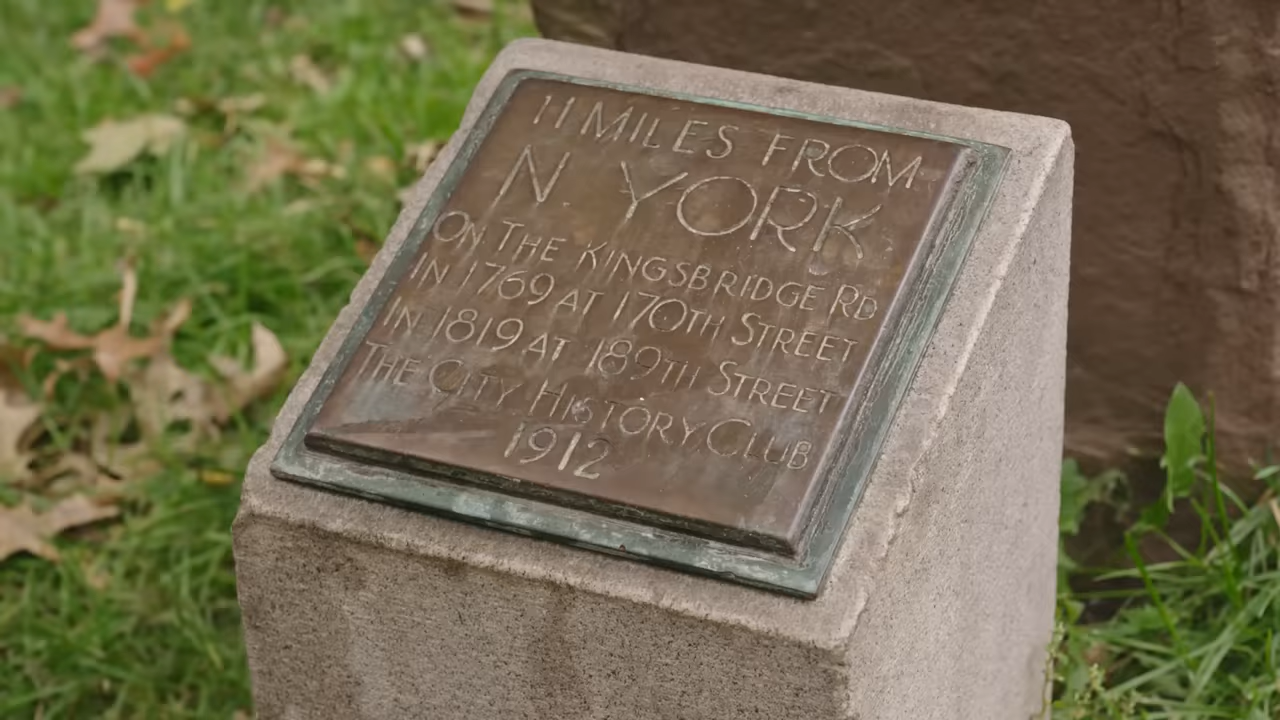 11 MILES FROM
N. YORK
ON THE KINGSBRIDGE RD
IN 1769 AT 170TH STREET
IN 1819 AT 189TH STREET
THE CITY HISTORY CLUB
1912